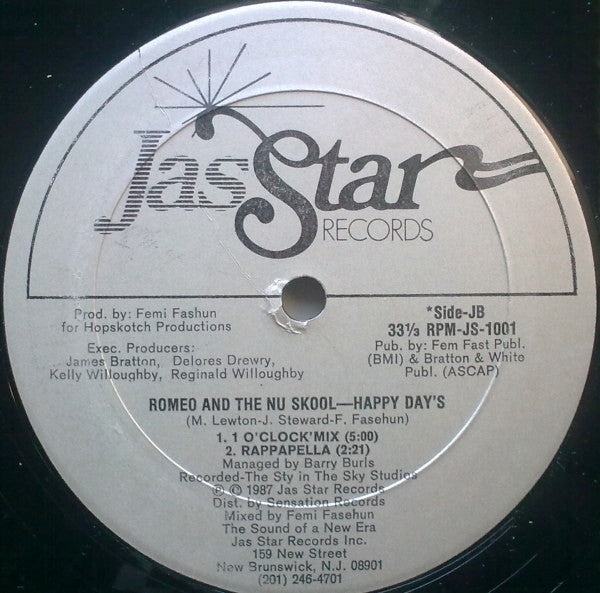 Jas Star
RECORDS
Prod. by: Femi Fashun
for Hopskotch Productions
Exec. Producers:
James Bratton, Delores Drewry,
Kelly Willoughby, Reginald Willoughby
*Side-JB
33⅓ RPM-JS-1001
Pub. by: Fem Fast Publ.
(BMI) & Bratton & White
Publ. (ASCAP)
ROMEO AND THE NU SKOOL—HAPPY DAY'S
(M. Lewton-J. Steward-F. Fasehun)
1. 1 O'CLOCK'MIX (5:00)
2. RAPPAPELLA (2:21)
Managed by Barry Burls
Recorded-The Sty in The Sky Studios
℗ © 1987 Jas Star Records
Dist. by Sensation Records
Mixed by Femi Fasehun
The Sound of a New Era
Jas Star Records Inc.
159 New Street
New Brunswick, N.J. 08901
(201) 246-4701